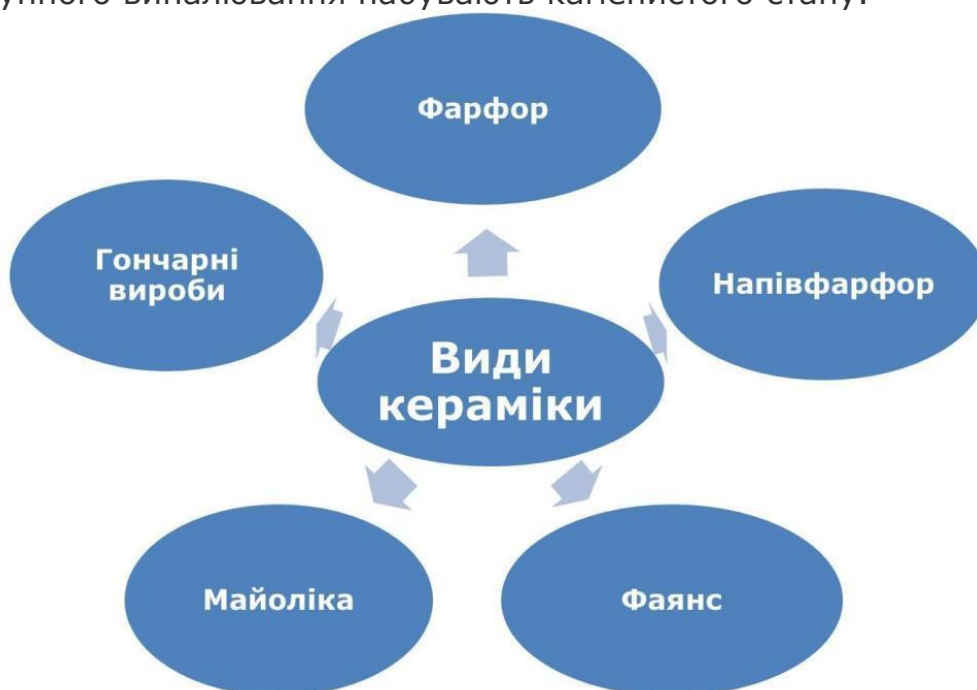 випалювання набувають каменистого стану.
Фарфор
Гончарні
вироби
Напівфарфор
Види
кераміки
Майоліка
Фаянс